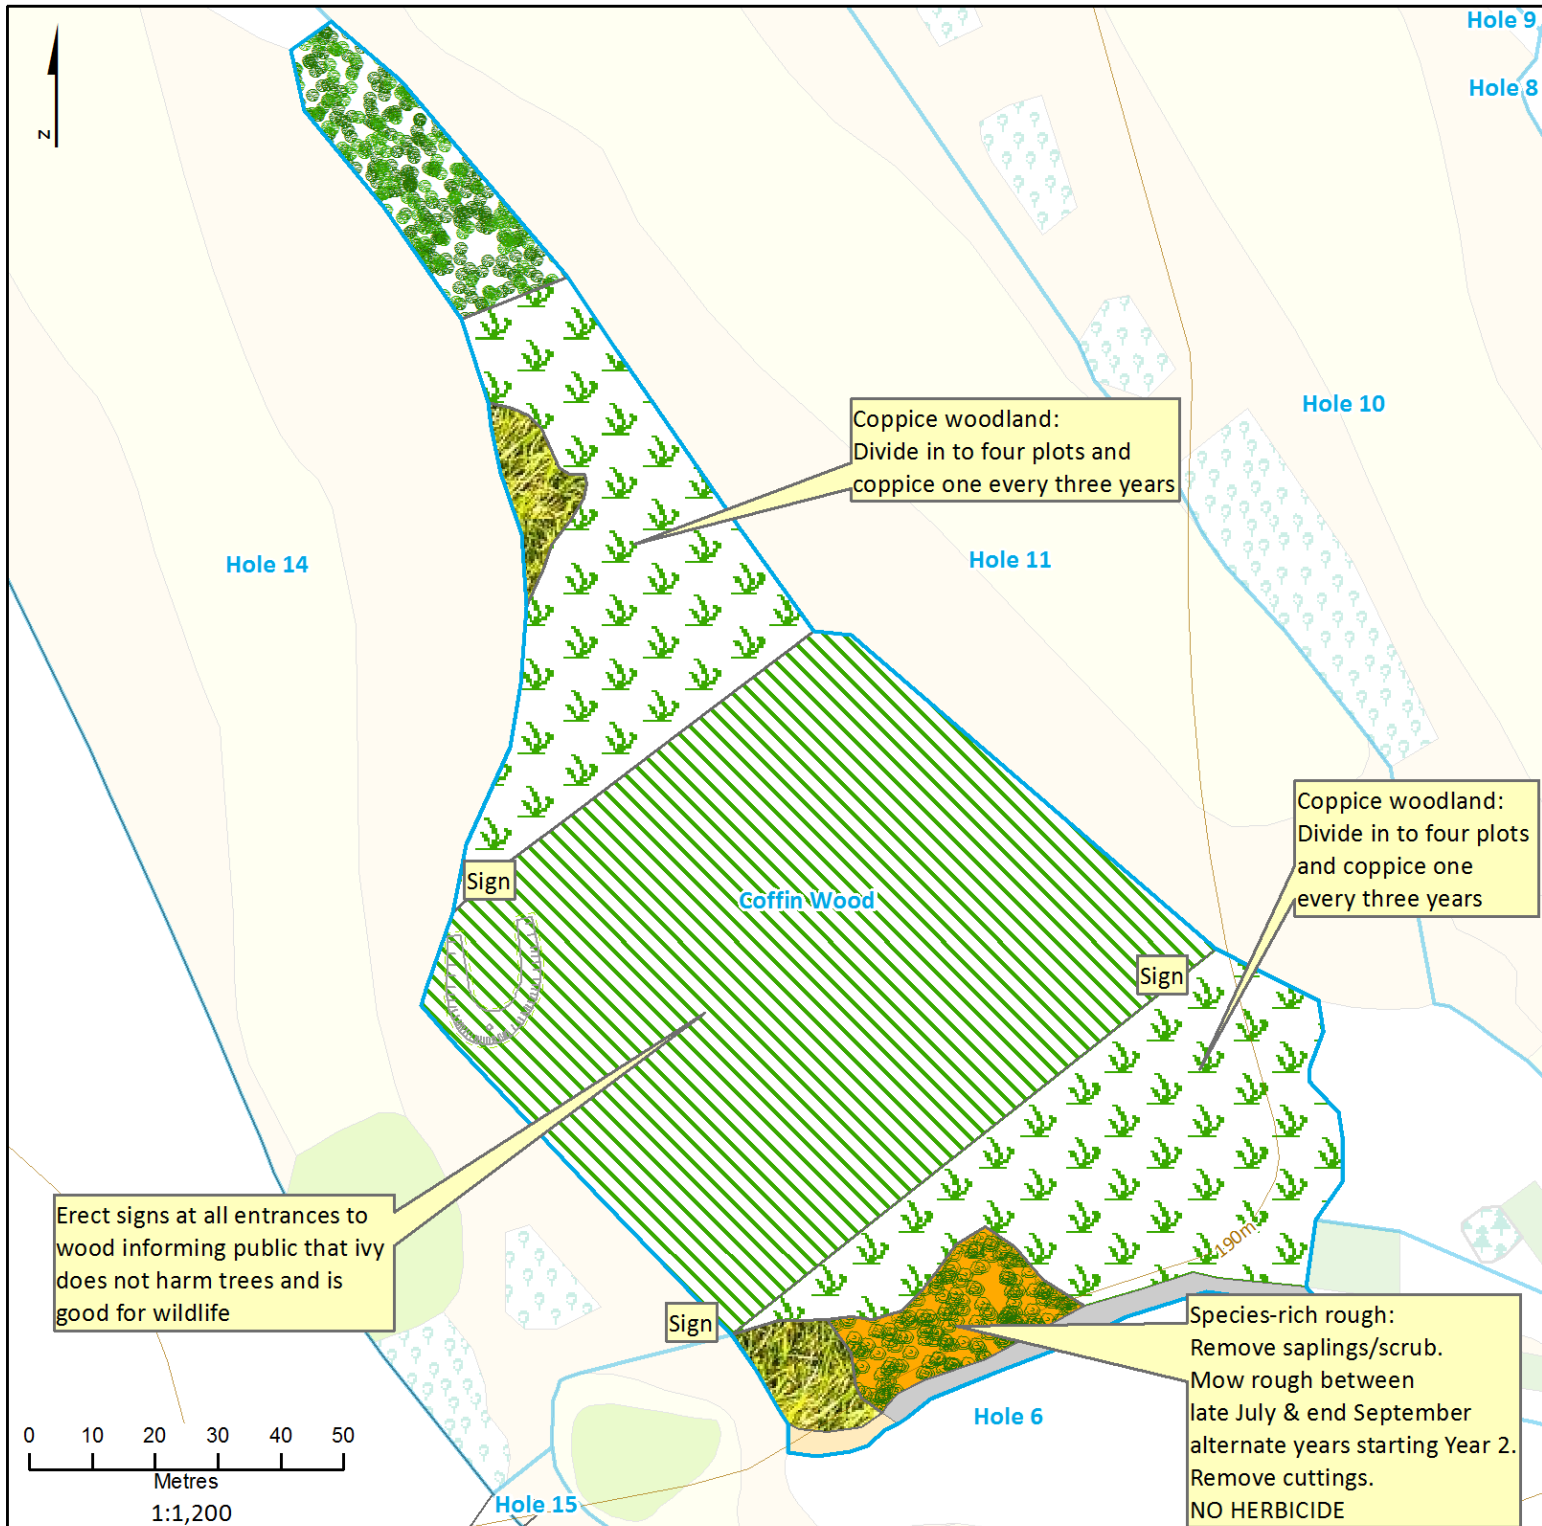 Hole 9
Hole 8
z
Hole 10
Coppice woodland:
Divide in to four plots and
coppice one every three years
Hole 14
Hole 11
Coppice woodland:
Divide in to four plots
and coppice one
every three years
Sign
Coffin Wood
Sign
Erect signs at all entrances to
wood informing public that ivy
does not harm trees and is
good for wildlife
190m
Sign
Species-rich rough:
Remove saplings/scrub.
Mow rough between
late July & end September
alternate years starting Year 2.
Remove cuttings.
NO HERBICIDE
Hole 6
0 10 20 30 40 50
Metres
1:1,200
Hole 15